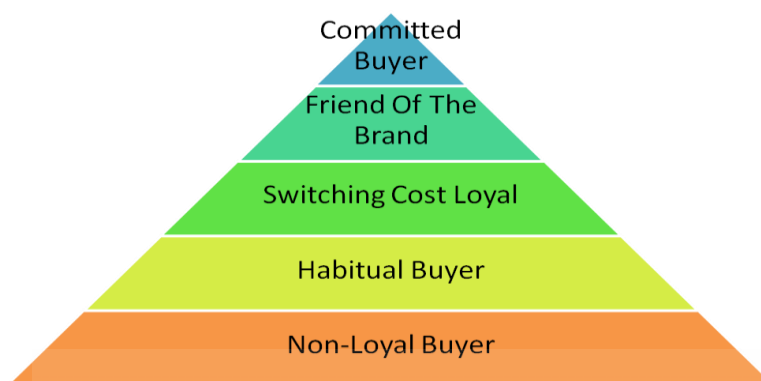 Committed
Buyer
Friend Of The
Brand
Switching Cost Loyal
Habitual Buyer
Non-Loyal Buyer